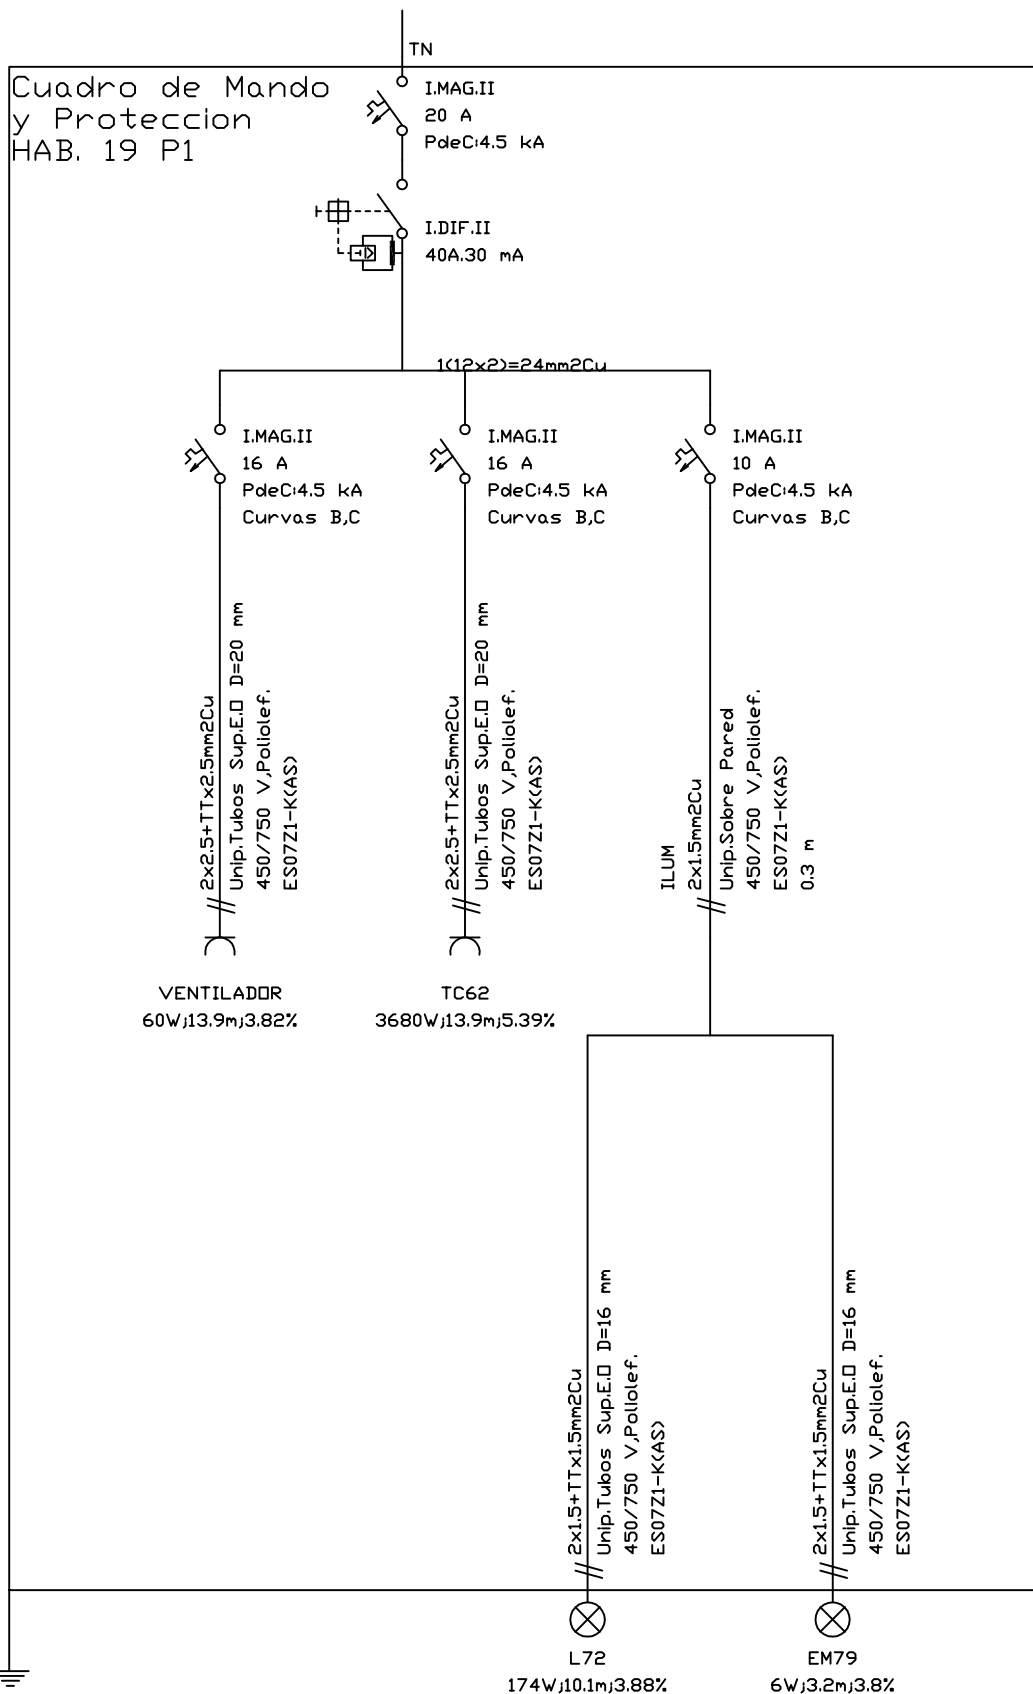 TN
Cuadro de Mando
y Proteccion
HAB. 19 P1
I.MAG.II
20 A
PdeC:4.5 kA
I.DIF.II
40A.30 mA
1(12x2)=24mm2Cu
I.MAG.II
16 A
PdeC:4.5 kA
Curvas B,C
I.MAG.II
16 A
PdeC:4.5 kA
Curvas B,C
I.MAG.II
10 A
PdeC:4.5 kA
Curvas B,C
2x2.5+TTx2.5mm2Cu
Unip.Tubos Sup.E.O D=20 mm
450/750 V,Poliolef.
ES07Z1-K(AS)
2x2.5+TTx2.5mm2Cu
Unip.Tubos Sup.E.O D=20 mm
450/750 V,Poliolef.
ES07Z1-K(AS)
ILUM
2x1.5mm2Cu
Unip.Sobre Pared
450/750 V,Poliolef.
ES07Z1-K(AS)
0.3 m
VENTILADOR
60W;13.9m;3.82%
TC62
3680W;13.9m;5.39%
2x1.5+TTx1.5mm2Cu
Unip.Tubos Sup.E.O D=16 mm
450/750 V,Poliolef.
ES07Z1-K(AS)
2x1.5+TTx1.5mm2Cu
Unip.Tubos Sup.E.O D=16 mm
450/750 V,Poliolef.
ES07Z1-K(AS)
L72
174W;10.1m;3.88%
EM79
6W;3.2m;3.8%